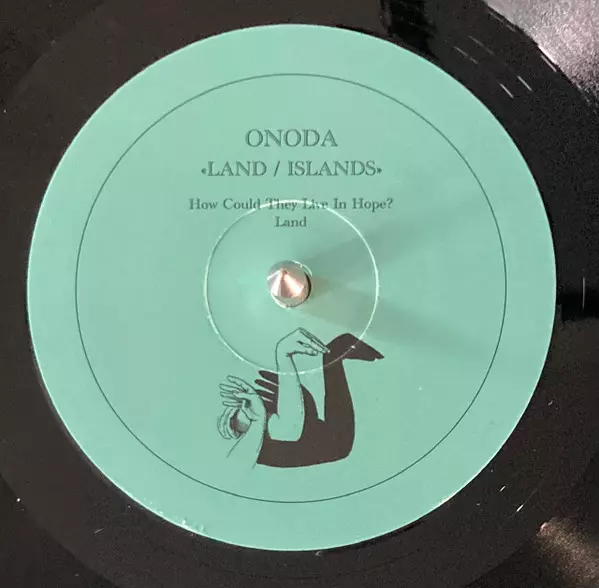 ONODA
«LAND / ISLANDS»
How Could They Live In Hope?
Land